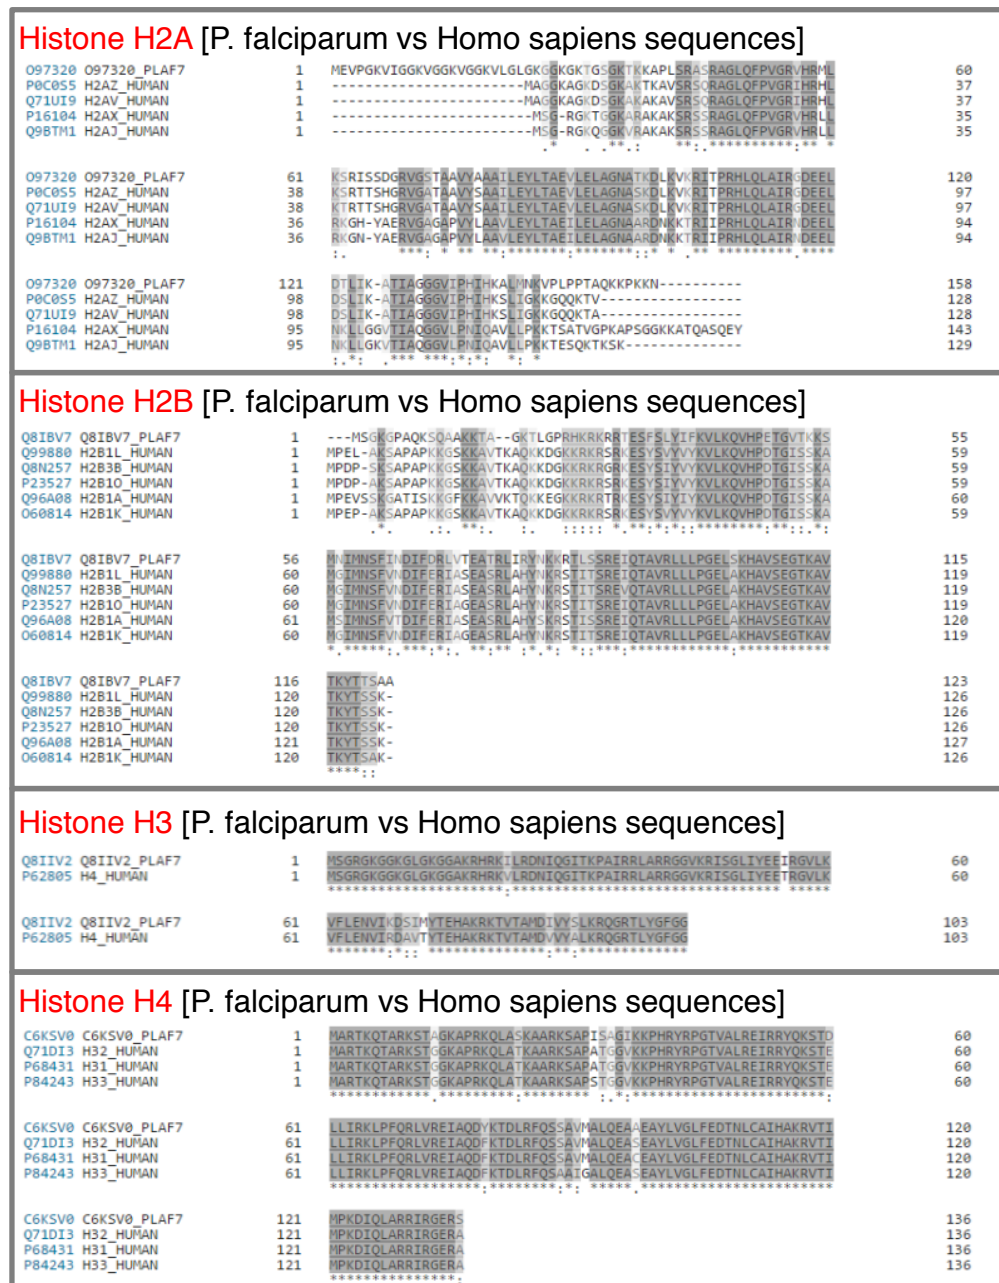 Histone H2A [P. falciparum vs Homo sapiens sequences]
O97320 O97320_PLAF7 1 MEVPGKVIGGKVGGKVGGKVLGLGKGGKGKTGSGKTKKAPLSRASRAGLQFPVGRVHRML 60
P0C0S5 H2AZ_HUMAN 1 -----------------------MAGGKAGKDSGKAKTKAVSRSQRAGLQFPVGRIHRHL 37
Q71UI9 H2AV_HUMAN 1 -----------------------MAGGKAGKDSGKAKAKAVSRSQRAGLQFPVGRIHRHL 37
P16104 H2AX_HUMAN 1 ------------------------MSG-RGKTGGKARAKAKSRSSRAGLQFPVGRVHRLL 35
Q9BTM1 H2AJ_HUMAN 1 ------------------------MSG-RGKQGGKVRAKAKSRSSRAGLQFPVGRVHRLL 35
O97320 O97320_PLAF7 61 KSRISSDGRVGSTAAVYAAAILEYLTAEVLELAGNATKDLKVKRITPRHLQLAIRGDEEL 120
P0C0S5 H2AZ_HUMAN 38 KSRTTSHGRVGATAAVYSAAILEYLTAEVLELAGNASKDLKVKRITPRHLQLAIRGDEEL 97
Q71UI9 H2AV_HUMAN 38 KTRTTSHGRVGATAAVYSAAILEYLTAEVLELAGNASKDLKVKRITPRHLQLAIRGDEEL 97
P16104 H2AX_HUMAN 36 RKGH-YAERVGAGAPVYLAAVLEYLTAEILELAGNAARDNKKTRIIPRHLQLAIRNDEEL 94
Q9BTM1 H2AJ_HUMAN 36 RKGN-YAERVGAGAPVYLAAVLEYLTAEILELAGNAARDNKKTRIIPRHLQLAIRNDEEL 94
O97320 O97320_PLAF7 121 DTLIK-ATIAGGGVIPHIHKALMNKVPLPPTAQKKPKKN---------- 158
P0C0S5 H2AZ_HUMAN 98 DSLIK-ATIAGGGVIPHIHKSLIGKKGQQKTV----------------- 128
Q71UI9 H2AV_HUMAN 98 DSLIK-ATIAGGGVIPHIHKSLIGKKGQQKTA----------------- 128
P16104 H2AX_HUMAN 95 NKLLGGVTIAQGGVLPNIQAVLLPKKTSATVGPKAPSGGKKATQASQEY 143
Q9BTM1 H2AJ_HUMAN 95 NKLLGKVTIAQGGVLPNIQAVLLPKKTESQKTKSK-------------- 129
Histone H2B [P. falciparum vs Homo sapiens sequences]
Q8IBV7 Q8IBV7_PLAF7 1 ---MSGKGPAQKSQAAKKTA--GKTLGPRHKRKRRTESFSLYIFKVLKQVHPETGVTKKS 55
Q99880 H2B1L_HUMAN 1 MPEL-AKSAPAPKKGSKKAVTKAQKKDGKKRKRSRKESYSVYVYKVLKQVHPDTGISSKA 59
Q8N257 H2B3B_HUMAN 1 MPDP-SKSAPAPKKGSKKAVTKAQKKDGKKRKRGRKESYSIYVYKVLKQVHPDTGISSKA 59
P23527 H2B1O_HUMAN 1 MPDP-AKSAPAPKKGSKKAVTKAQKKDGKKRKRSRKESYSIYVYKVLKQVHPDTGISSKA 59
Q96A08 H2B1A_HUMAN 1 MPEVSSKGATISKKGFKKAVVKTQKKEGKKRKRTRKESYSIYIYKVLKQVHPDTGISSKA 60
O60814 H2B1K_HUMAN 1 MPEP-AKSAPAPKKGSKKAVTKAQKKDGKKRKRSRKESYSVYVYKVLKQVHPDTGISSKA 59
Q8IBV7 Q8IBV7_PLAF7 56 MNIMNSFINDIFDRLVTEATRLIRYNKKRTLSSREIQTAVRLLLPGELSKHAVSEGTKAV 115
Q99880 H2B1L_HUMAN 60 MGIMNSFVNDIFERIASEASRLAHYNKRSTITSREIQTAVRLLLPGELAKHAVSEGTKAV 119
Q8N257 H2B3B_HUMAN 60 MGIMNSFVNDIFERIASEASRLAHYNKRSTITSREVQTAVRLLLPGELAKHAVSEGTKAV 119
P23527 H2B1O_HUMAN 60 MGIMNSFVNDIFERIAGEASRLAHYNKRSTITSREIQTAVRLLLPGELAKHAVSEGTKAV 119
Q96A08 H2B1A_HUMAN 61 MSIMNSFVTDIFERIASEASRLAHYSKRSTISSREIQTAVRLLLPGELAKHAVSEGTKAV 120
O60814 H2B1K_HUMAN 60 MGIMNSFVNDIFERIAGEASRLAHYNKRSTITSREIQTAVRLLLPGELAKHAVSEGTKAV 119
Q8IBV7 Q8IBV7_PLAF7 116 TKYTTSAA 123
Q99880 H2B1L_HUMAN 120 TKYTSSK- 126
Q8N257 H2B3B_HUMAN 120 TKYTSSK- 126
P23527 H2B1O_HUMAN 120 TKYTSSK- 126
Q96A08 H2B1A_HUMAN 121 TKYTSSK- 127
O60814 H2B1K_HUMAN 120 TKYTSAK- 126
****::
Histone H3 [P. falciparum vs Homo sapiens sequences]
Q8IIV2 Q8IIV2_PLAF7 1 MSGRGKGGKGLGKGGAKRHRKILRDNIQGITKPAIRRLARRGGVKRISGLIYEEIRGVLK 60
P62805 H4_HUMAN 1 MSGRGKGGKGLGKGGAKRHRKVLRDNIQGITKPAIRRLARRGGVKRISGLIYEETRGVLK 60
*********************:******************************** *****
Q8IIV2 Q8IIV2_PLAF7 61 VFLENVIKDSIMYTEHAKRKTVTAMDIVYSLKRQGRTLYGFGG 103
P62805 H4_HUMAN 61 VFLENVIRDAVTYTEHAKRKTVTAMDVVYALKRQGRTLYGFGG 103
*******:*:: *************:**:*************
Histone H4 [P. falciparum vs Homo sapiens sequences]
C6KSV0 C6KSV0_PLAF7 1 MARTKQTARKSTAGKAPRKQLASKAARKSAPISAGIKKPHRYRPGTVALREIRRYQKSTD 60
Q71DI3 H32_HUMAN 1 MARTKQTARKSTGGKAPRKQLATKAARKSAPATGGVKKPHRYRPGTVALREIRRYQKSTE 60
P68431 H31_HUMAN 1 MARTKQTARKSTGGKAPRKQLATKAARKSAPATGGVKKPHRYRPGTVALREIRRYQKSTE 60
P84243 H33_HUMAN 1 MARTKQTARKSTGGKAPRKQLATKAARKSAPSTGGVKKPHRYRPGTVALREIRRYQKSTE 60
************.*********:******** :.*:***********************:
C6KSV0 C6KSV0_PLAF7 61 LLIRKLPFQRLVREIAQDYKTDLRFQSSAVMALQEAAEAYLVGLFEDTNLCAIHAKRVTI 120
Q71DI3 H32_HUMAN 61 LLIRKLPFQRLVREIAQDFKTDLRFQSSAVMALQEASEAYLVGLFEDTNLCAIHAKRVTI 120
P68431 H31_HUMAN 61 LLIRKLPFQRLVREIAQDFKTDLRFQSSAVMALQEACEAYLVGLFEDTNLCAIHAKRVTI 120
P84243 H33_HUMAN 61 LLIRKLPFQRLVREIAQDFKTDLRFQSAAIGALQEASEAYLVGLFEDTNLCAIHAKRVTI 120
******************:********:*: *****.***********************
C6KSV0 C6KSV0_PLAF7 121 MPKDIQLARRIRGERS 136
Q71DI3 H32_HUMAN 121 MPKDIQLARRIRGERA 136
P68431 H31_HUMAN 121 MPKDIQLARRIRGERA 136
P84243 H33_HUMAN 121 MPKDIQLARRIRGERA 136
***************: